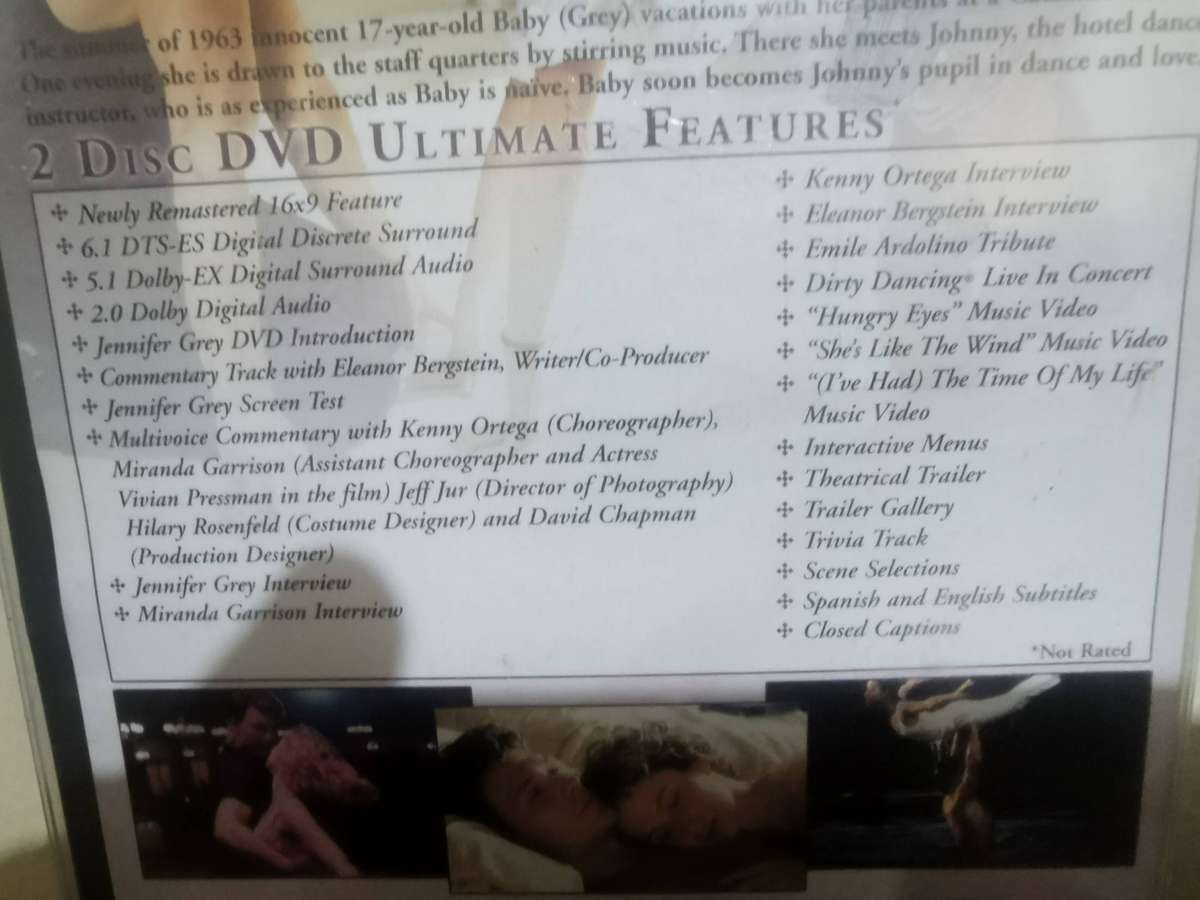 The summer of 1963 innocent 17-year-old Baby (Grey) vacations with her parents at a
One evening she is drawn to the staff quarters by stirring music. There she meets Johnny, the hotel
instructor, who is as experienced as Baby is naive. Baby soon becomes Johnny's pupil in dance and love.
2 DISC DVD ULTIMATE FEATURES*
✣ Newly Remastered 16x9 Feature
✣ 6.1 DTS-ES Digital Discrete Surround
✣ 5.1 Dolby-EX Digital Surround Audio
✣ 2.0 Dolby Digital Audio
✣ Jennifer Grey DVD Introduction
✣ Commentary Track with Eleanor Bergstein, Writer/Co-Producer
✣ Jennifer Grey Screen Test
✣ Multivoice Commentary with Kenny Ortega (Choreographer),
Miranda Garrison (Assistant Choreographer and Actress
Vivian Pressman in the film) Jeff Jur (Director of Photography)
Hilary Rosenfeld (Costume Designer) and David Chapman
(Production Designer)
✣ Jennifer Grey Interview
✣ Miranda Garrison Interview
✣ Kenny Ortega Interview
✣ Eleanor Bergstein Interview
✣ Emile Ardolino Tribute
✣ Dirty Dancing® Live In Concert
✣ "Hungry Eyes" Music Video
✣ "She's Like The Wind" Music Video
✣ "(I've Had) The Time Of My Life"
Music Video
✣ Interactive Menus
✣ Theatrical Trailer
✣ Trailer Gallery
✣ Trivia Track
✣ Scene Selections
✣ Spanish and English Subtitles
✣ Closed Captions
*Not Rated